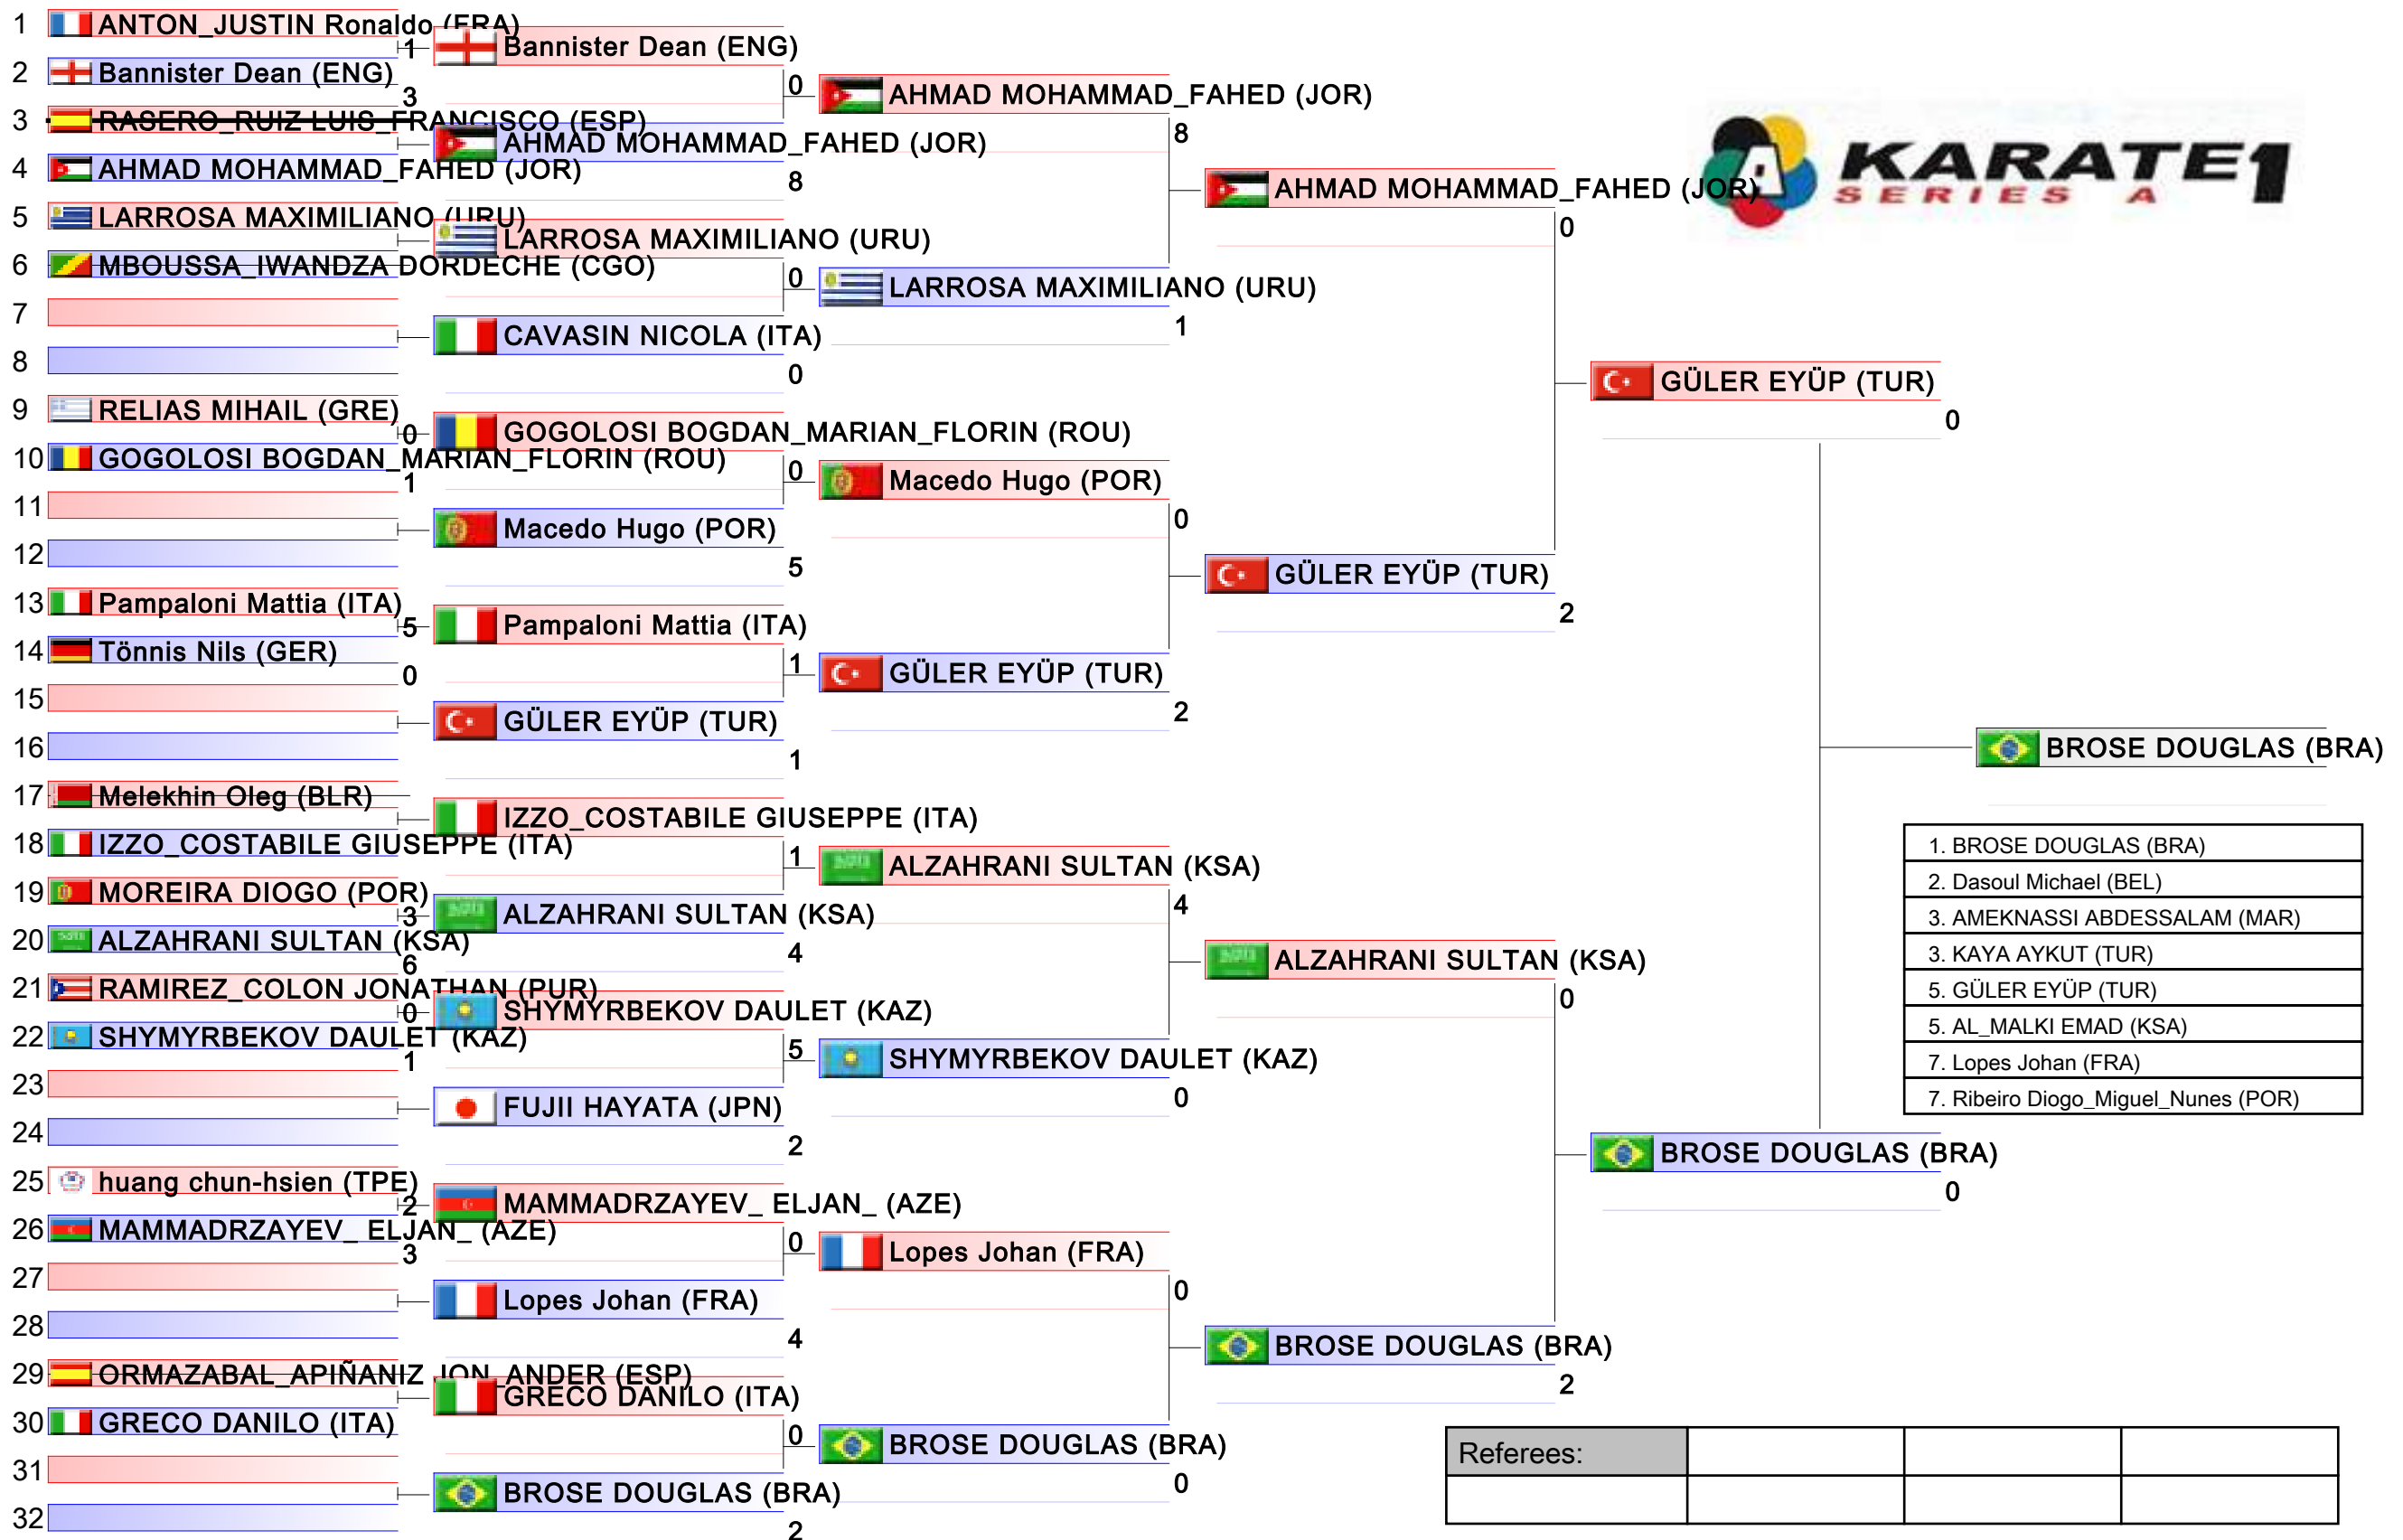 1 ANTON_JUSTIN Ronaldo (FRA)
1
2 Bannister Dean (ENG)
3
3 RASERO_RUIZ LUIS_FRANCISCO (ESP)
4 AHMAD MOHAMMAD_FAHED (JOR)
5 LARROSA MAXIMILIANO (URU)
6 MBOUSSA_IWANDZA DORDECHE (CGO)
7
8
9 RELIAS MIHAIL (GRE)
0
10 GOGOLOSI BOGDAN_MARIAN_FLORIN (ROU)
1
11
12
13 Pampaloni Mattia (ITA)
5
14 Tönnis Nils (GER)
0
15
16
17 Melekhin Oleg (BLR)
18 IZZO_COSTABILE GIUSEPPE (ITA)
19 MOREIRA DIOGO (POR)
3
20 ALZAHRANI SULTAN (KSA)
6
21 RAMIREZ_COLON JONATHAN (PUR)
0
22 SHYMYRBEKOV DAULET (KAZ)
1
23
24
25 huang chun-hsien (TPE)
2
26 MAMMADRZAYEV_ ELJAN_ (AZE)
3
27
28
29 ORMAZABAL_APIÑANIZ JON_ANDER (ESP)
30 GRECO DANILO (ITA)
31
32
Bannister Dean (ENG)
0
AHMAD MOHAMMAD_FAHED (JOR)
8
LARROSA MAXIMILIANO (URU)
0
CAVASIN NICOLA (ITA)
0
GOGOLOSI BOGDAN_MARIAN_FLORIN (ROU)
0
Macedo Hugo (POR)
5
Pampaloni Mattia (ITA)
1
GÜLER EYÜP (TUR)
1
IZZO_COSTABILE GIUSEPPE (ITA)
1
ALZAHRANI SULTAN (KSA)
4
SHYMYRBEKOV DAULET (KAZ)
5
FUJII HAYATA (JPN)
2
MAMMADRZAYEV_ ELJAN_ (AZE)
0
Lopes Johan (FRA)
4
GRECO DANILO (ITA)
0
BROSE DOUGLAS (BRA)
2
AHMAD MOHAMMAD_FAHED (JOR)
8
LARROSA MAXIMILIANO (URU)
1
Macedo Hugo (POR)
0
GÜLER EYÜP (TUR)
2
ALZAHRANI SULTAN (KSA)
4
SHYMYRBEKOV DAULET (KAZ)
0
Lopes Johan (FRA)
0
BROSE DOUGLAS (BRA)
0
AHMAD MOHAMMAD_FAHED (JOR)
0
GÜLER EYÜP (TUR)
2
ALZAHRANI SULTAN (KSA)
0
BROSE DOUGLAS (BRA)
2
GÜLER EYÜP (TUR)
0
BROSE DOUGLAS (BRA)
0
BROSE DOUGLAS (BRA)
A KARATE1
SERIES A
1. BROSE DOUGLAS (BRA)
2. Dasoul Michael (BEL)
3. AMEKNASSI ABDESSALAM (MAR)
3. KAYA AYKUT (TUR)
5. GÜLER EYÜP (TUR)
5. AL_MALKI EMAD (KSA)
7. Lopes Johan (FRA)
7. Ribeiro Diogo_Miguel_Nunes (POR)
Referees: